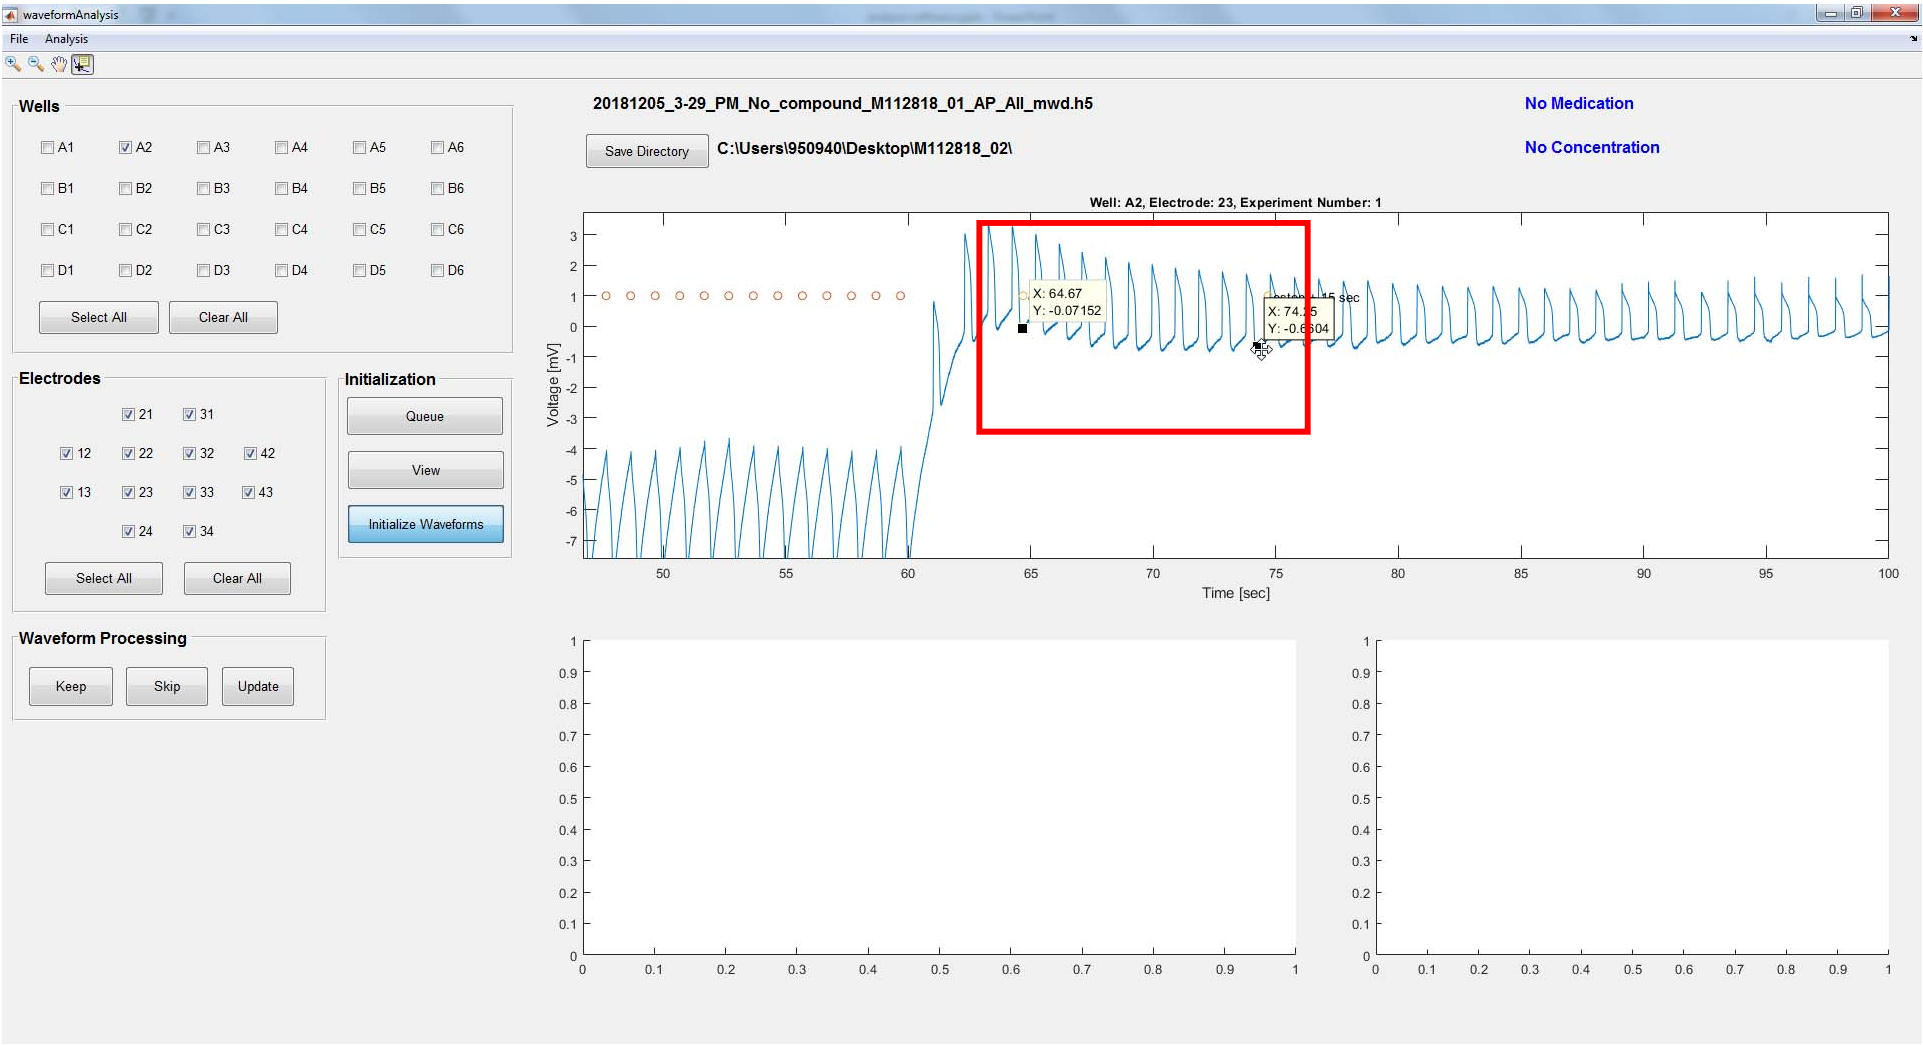 waveformAnalysis
File Analysis
Wells
A1 A2 A3 A4 A5 A6
B1 B2 B3 B4 B5 B6
C1 C2 C3 C4 C5 C6
D1 D2 D3 D4 D5 D6
Select All Clear All
Electrodes
21 31
12 22 32 42
13 23 33 43
24 34
Select All Clear All
Initialization
Queue
View
Initialize Waveforms
Waveform Processing
Keep Skip Update
20181205_3-29_PM_No_compound_M112818_01_AP_All_mwd.h5
No Medication
Save Directory C:\Users\950940\Desktop\M112818_02\
No Concentration
Well: A2, Electrode: 23, Experiment Number: 1
3
2
1
0
-1
-2
-3
-4
-5
-6
-7
Voltage [mV]
X: 64.67
Y: -0.07152
15 sec
X: 74.25
Y: -0.6604
50 55 60 65 70 75 80 85 90 95 100
Time [sec]
1
0.9
0.8
0.7
0.6
0.5
0.4
0.3
0.2
0.1
0
0 0.1 0.2 0.3 0.4 0.5 0.6 0.7 0.8 0.9 1
1
0.9
0.8
0.7
0.6
0.5
0.4
0.3
0.2
0.1
0
0 0.1 0.2 0.3 0.4 0.5 0.6 0.7 0.8 0.9 1